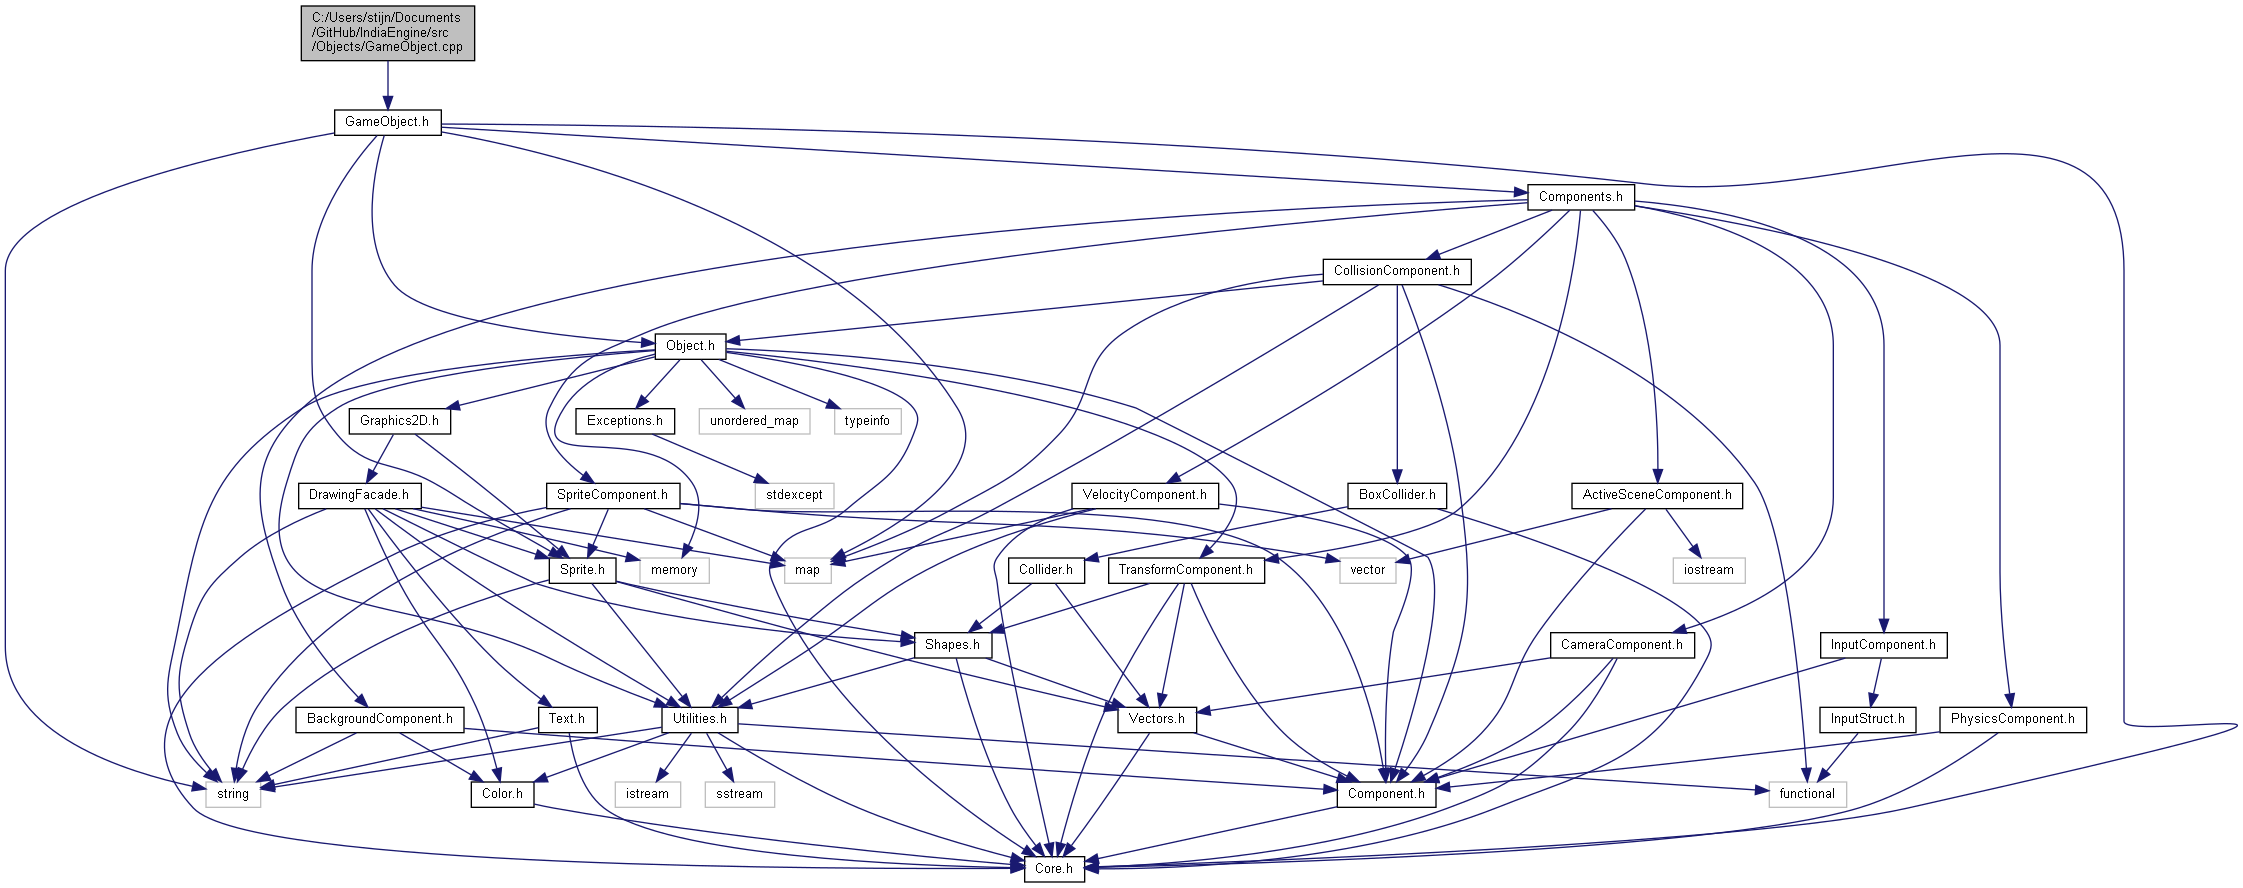 C:/Users/stijn/Documents
/GitHub/IndiaEngine/src
/Objects/GameObject.cpp
GameObject.h
Components.h
CollisionComponent.h
Object.h
Graphics2D.h
Exceptions.h
unordered_map
typeinfo
DrawingFacade.h
SpriteComponent.h
stdexcept
VelocityComponent.h
BoxCollider.h
ActiveSceneComponent.h
Sprite.h
memory
map
Collider.h
TransformComponent.h
vector
iostream
Shapes.h
CameraComponent.h
InputComponent.h
BackgroundComponent.h
Text.h
Utilities.h
Vectors.h
InputStruct.h
PhysicsComponent.h
string
Color.h
istream
sstream
Component.h
functional
Core.h